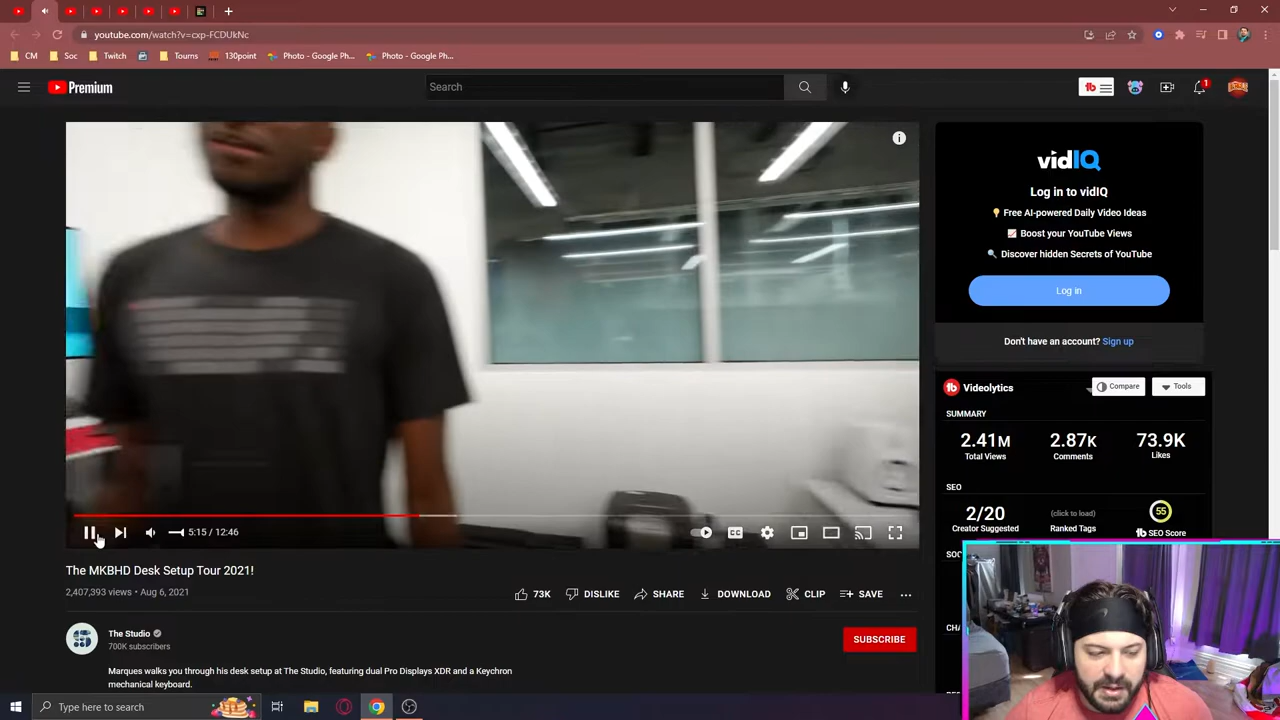 youtube.com/watch?v=cxp-FCDUkNc
CM
Soc
Twitch
Tourns
130point
Photo - Google Ph...
Photo - Google Ph...
Premium
Search
1
vidIQ
Log in to vidIQ
Free AI-powered Daily Video Ideas
Boost your YouTube Views
Discover hidden Secrets of YouTube
Log in
Don't have an account? Sign up
tb Videolytics
Compare
Tools
SUMMARY
2.41M
2.87K
73.9K
Total Views
Comments
Likes
SEO
2/20
(click to load)
55
Creator Suggested
Ranked Tags
tb SEO Score
SOC
CHA
5:15 / 12:46
CC
The MKBHD Desk Setup Tour 2021!
2,407,393 views • Aug 6, 2021
73K
DISLIKE
SHARE
DOWNLOAD
CLIP
SAVE
The Studio
700K subscribers
SUBSCRIBE
Marques walks you through his desk setup at The Studio, featuring dual Pro Displays XDR and a Keychron
mechanical keyboard.
Type here to search